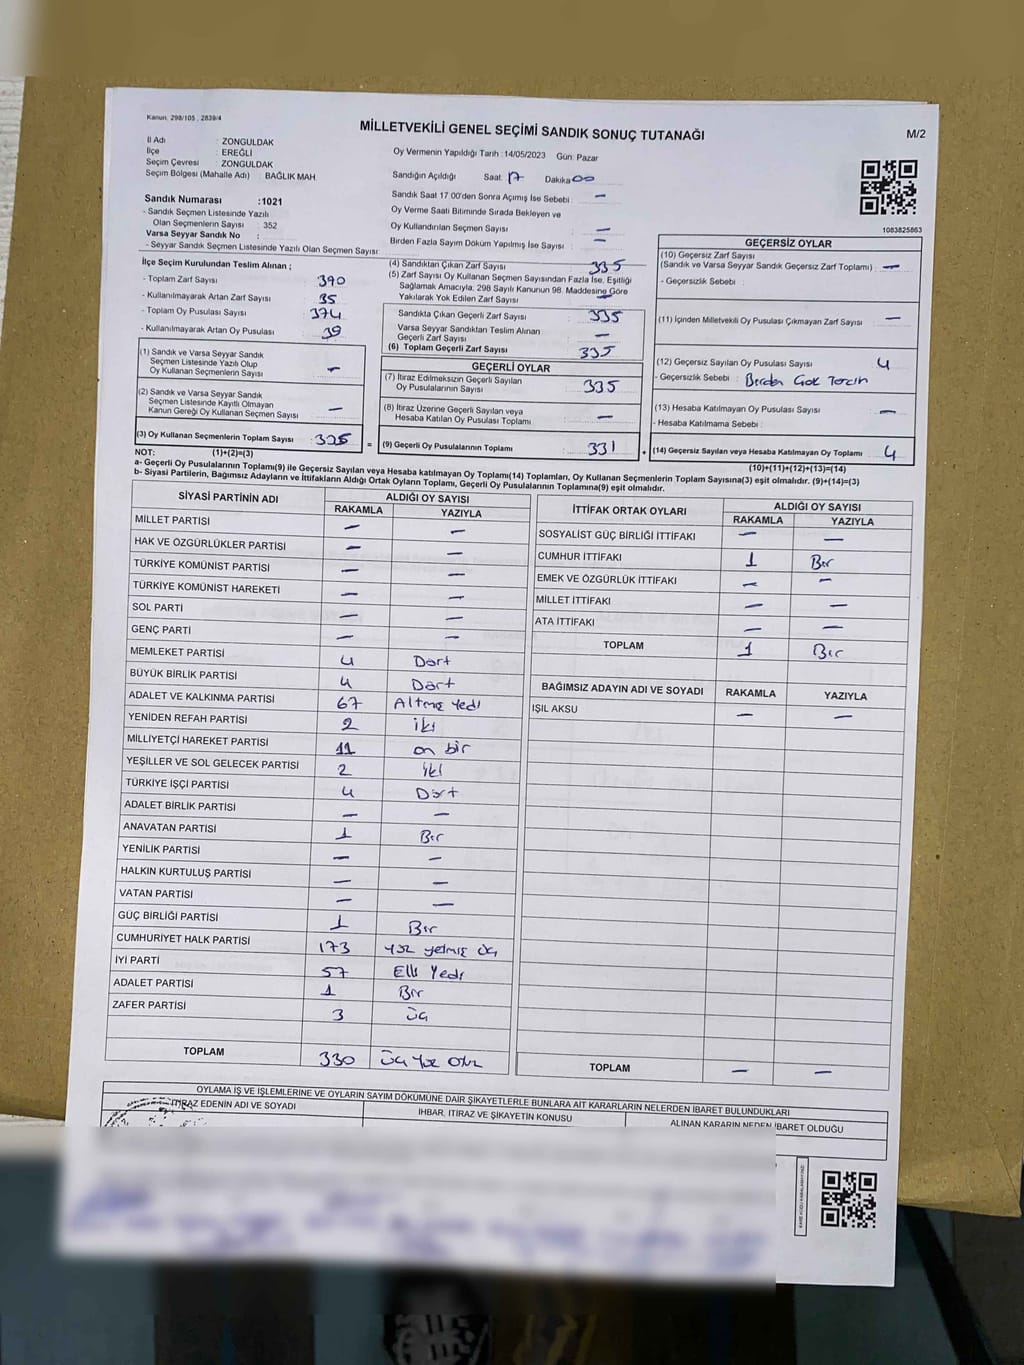 Kanun: 298/105 , 2839/4
MİLLETVEKİLİ GENEL SEÇİMİ SANDIK SONUÇ TUTANAĞI
M/2
İl Adı : ZONGULDAK
İlçe : EREĞLİ
Seçim Çevresi : ZONGULDAK
Seçim Bölgesi (Mahalle Adı) : BAĞLIK MAH.
Sandık Numarası :1021
- Sandık Seçmen Listesinde Yazılı
Olan Seçmenlerin Sayısı : 352
Varsa Seyyar Sandık No :
- Seyyar Sandık Seçmen Listesinde Yazılı Olan Seçmen Sayısı
Oy Vermenin Yapıldığı Tarih :14/05/2023 Gün: Pazar
Sandığın Açıldığı Saat: 17 Dakika 00
Sandık Saat 17.00'den Sonra Açımış İse Sebebi : —
Oy Verme Saati Bitiminde Sırada Bekleyen ve
Oy Kullandırılan Seçmen Sayısı : —
Birden Fazla Sayım Döküm Yapılmış İse Sayısı : —
1083825863
İlçe Seçim Kurulundan Teslim Alınan ;
- Toplam Zarf Sayısı : 390
- Kullanılmayarak Artan Zarf Sayısı : 35
- Toplam Oy Pusulası Sayısı : 374
- Kullanılmayarak Artan Oy Pusulası : 39
(1) Sandık ve Varsa Seyyar Sandık
Seçmen Listesinde Yazılı Olup
Oy Kullanan Seçmenlerin Sayısı : —
(2) Sandık ve Varsa Seyyar Sandık
Seçmen Listesinde Kayıtlı Olmayan
Kanun Gereği Oy Kullanan Seçmen Sayısı : —
(3) Oy Kullanan Seçmenlerin Toplam Sayısı : 335
(4) Sandıktan Çıkan Zarf Sayısı : 335
(5) Zarf Sayısı Oy Kullanan Seçmen Sayısından Fazla İse, Eşitliği
Sağlamak Amacıyla, 298 Sayılı Kanunun 98. Maddesine Göre
Yakılarak Yok Edilen Zarf Sayısı : —
Sandıkta Çıkan Geçerli Zarf Sayısı : 335
Varsa Seyyar Sandıktan Teslim Alınan
Geçerli Zarf Sayısı : —
(6) Toplam Geçerli Zarf Sayısı : 335
GEÇERLİ OYLAR
(7) İtiraz Edilmeksizin Geçerli Sayılan
Oy Pusulalarının Sayısı : 335
(8) İtiraz Üzerine Geçerli Sayılan veya
Hesaba Katılan Oy Pusulası Toplamı : —
= (9) Geçerli Oy Pusulalarının Toplamı : 331
GEÇERSİZ OYLAR
(10) Geçersiz Zarf Sayısı
(Sandık ve Varsa Seyyar Sandık Geçersiz Zarf Toplamı) : —
- Geçersizlik Sebebi :
(11) İçinden Milletvekili Oy Pusulası Çıkmayan Zarf Sayısı : —
(12) Geçersiz Sayılan Oy Pusulası Sayısı : 4
- Geçersizlik Sebebi : Birden Çok Tercih
(13) Hesaba Katılmayan Oy Pusulası Sayısı : —
- Hesaba Katılmama Sebebi :
+ (14) Geçersiz Sayılan veya Hesaba Katılmayan Oy Toplamı : 4
NOT: (1)+(2)=(3)
(10)+(11)+(12)+(13)=(14)
a- Geçerli Oy Pusulasının Toplamı(9) ile Geçersiz Sayılan veya Hesaba katılmayan Oy Toplamı(14) Toplamları, Oy Kullanan Seçmenlerin Toplam Sayısına(3) eşit olmalıdır. (9)+(14)=(3)
b- Siyasi Partilerin, Bağımsız Adayların ve İttifakların Aldığı Ortak Oyların Toplamı, Geçerli Oy Pusulalarının Toplamına(9) eşit olmalıdır.
SİYASİ PARTİNİN ADI ALDIĞI OY SAYISI
RAKAMLA YAZIYLA
MİLLET PARTİSİ — —
HAK VE ÖZGÜRLÜKLER PARTİSİ — —
TÜRKİYE KOMÜNİST PARTİSİ — —
TÜRKİYE KOMÜNİST HAREKETİ — —
SOL PARTİ — —
GENÇ PARTİ — —
MEMLEKET PARTİSİ 4 Dört
BÜYÜK BİRLİK PARTİSİ 4 Dört
ADALET VE KALKINMA PARTİSİ 67 Altmış Yedi
YENİDEN REFAH PARTİSİ 2 iki
MİLLİYETÇİ HAREKET PARTİSİ 11 on bir
YEŞİLLER VE SOL GELECEK PARTİSİ 2 iki
TÜRKİYE İŞÇİ PARTİSİ 4 Dört
ADALET BİRLİK PARTİSİ — —
ANAVATAN PARTİSİ 1 Bir
YENİLİK PARTİSİ — —
HALKIN KURTULUŞ PARTİSİ — —
VATAN PARTİSİ — —
GÜÇ BİRLİĞİ PARTİSİ 1 Bir
CUMHURİYET HALK PARTİSİ 173 yüz yetmiş üç
İYİ PARTİ 57 Elli Yedi
ADALET PARTİSİ 1 Bir
ZAFER PARTİSİ 3 üç
TOPLAM 330 üç yüz otuz
İTTİFAK ORTAK OYLARI ALDIĞI OY SAYISI
RAKAMLA YAZIYLA
SOSYALİST GÜÇ BİRLİĞİ İTTİFAKI — —
CUMHUR İTTİFAKI 1 Bir
EMEK VE ÖZGÜRLÜK İTTİFAKI — —
MİLLET İTTİFAKI — —
ATA İTTİFAKI — —
TOPLAM 1 Bir
BAĞIMSIZ ADAYIN ADI VE SOYADI RAKAMLA YAZIYLA
IŞIL AKSU — —
TOPLAM — —
OYLAMA İŞ VE İŞLEMLERİNE VE OYLARIN SAYIM DÖKÜMÜNE DAİR ŞİKAYETLERLE BUNLARA AİT KARARLARIN NELERDEN İBARET BULUNDUKLARI
İTİRAZ EDENİN ADI VE SOYADI İHBAR, İTİRAZ VE ŞİKAYETİN KONUSU ALINAN KARARIN NEDEN İBARET OLDUĞU